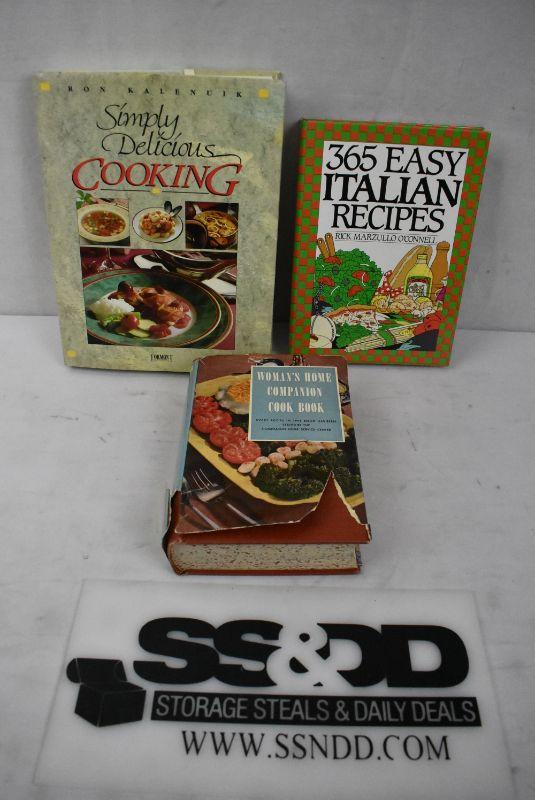 RON KALENUIK
Simply
Delicious
COOKING
FORMONT
365 EASY
ITALIAN
RECIPES
RICK MARZULLO O'CONNELL
WOMAN'S HOME
COMPANION
COOK BOOK
SS&DD
STORAGE STEALS & DAILY DEALS
WWW.SSNDD.COM